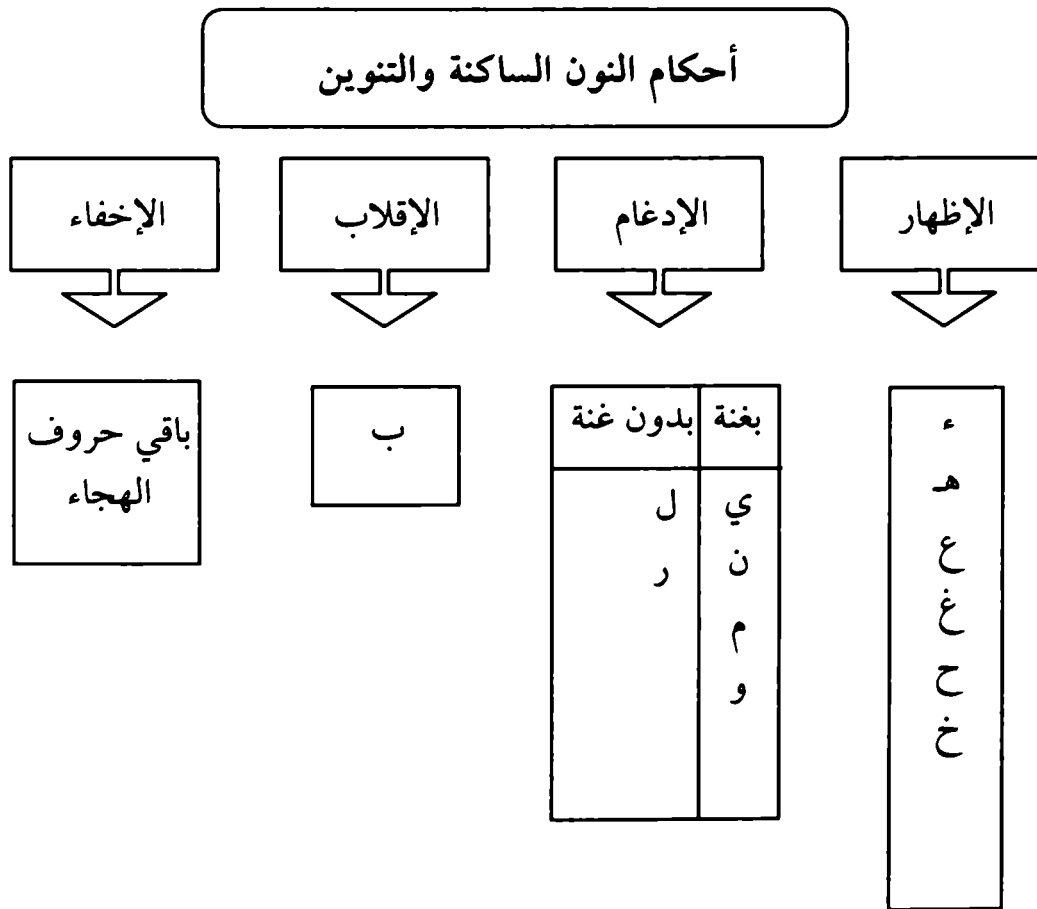 أحكام النون الساكنة والتنوين
الإظهار
الإدغام
الإقلاب
الإخفاء
ء
هـ
ع
غ
ح
خ
بغنة
ي
ن
م
و
بدون غنة
ل
ر
ب
باقي حروف
الهجاء